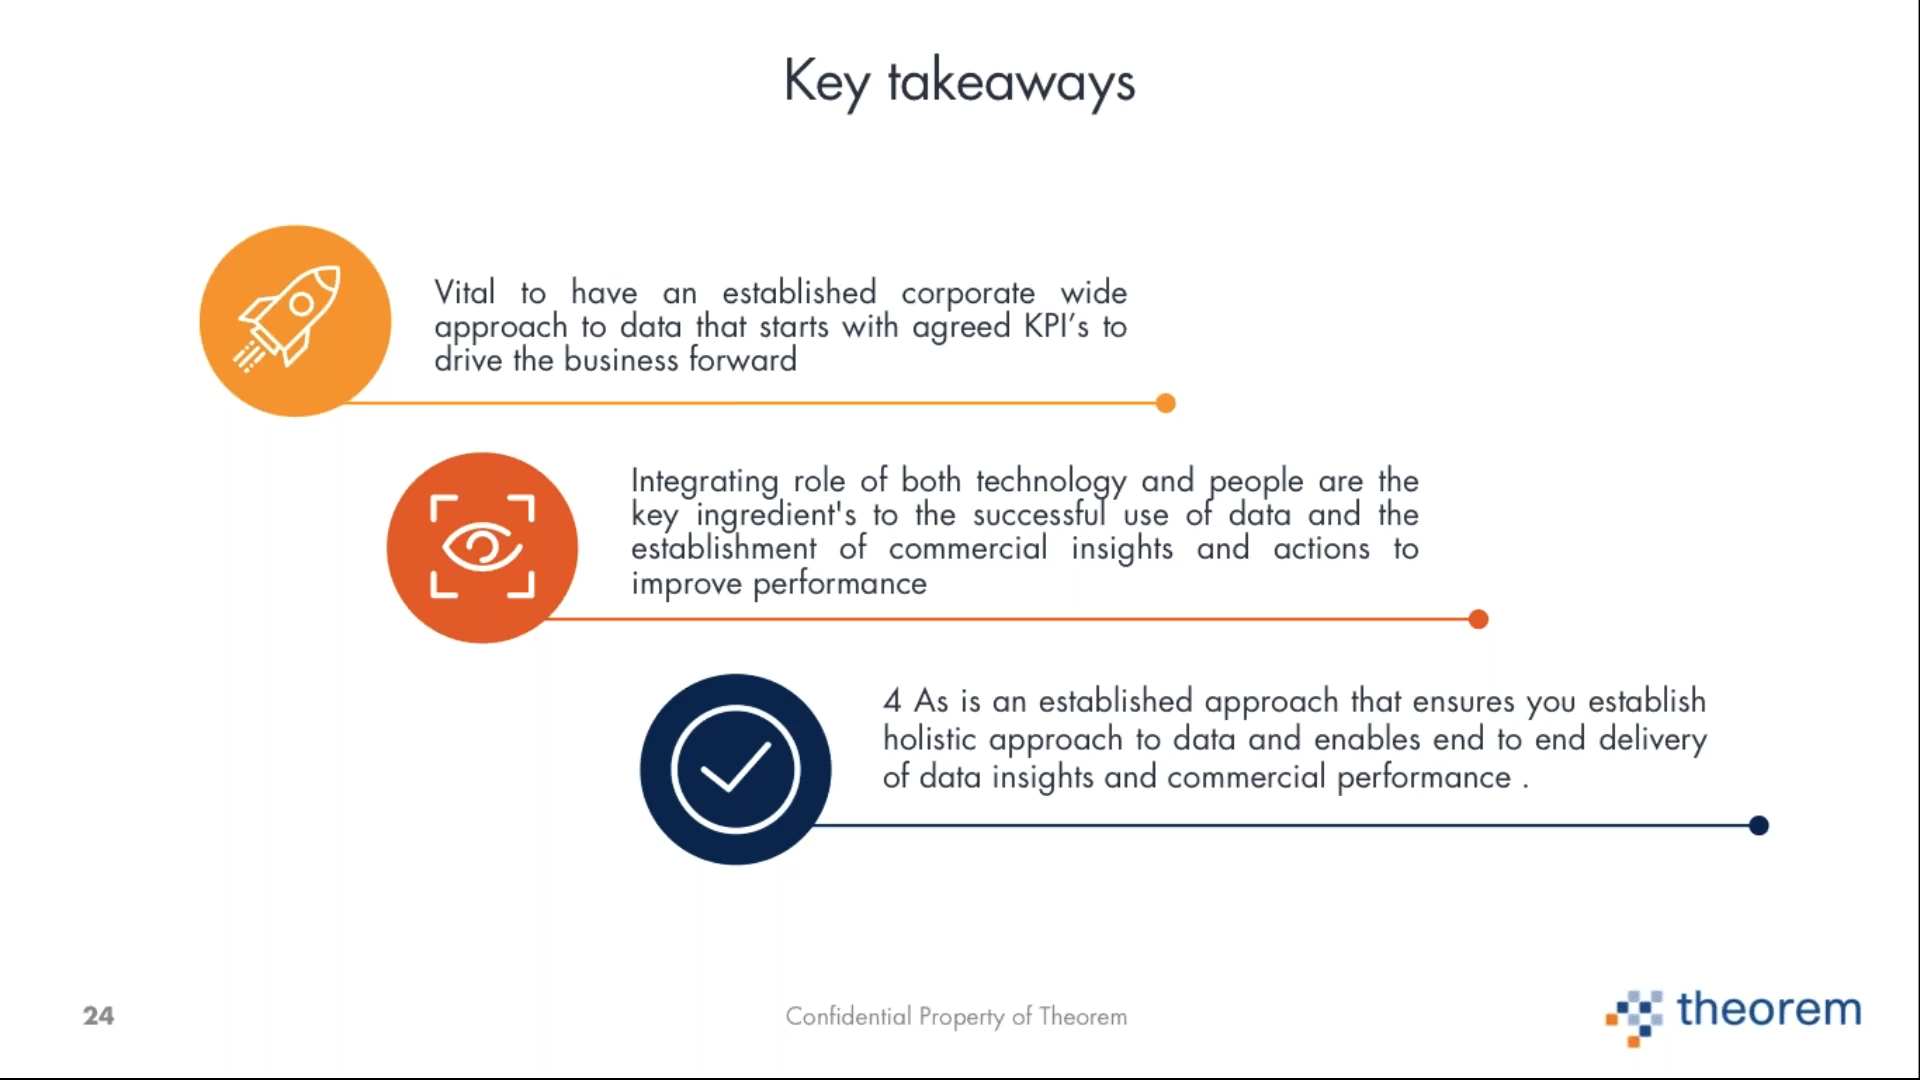 Key takeaways
Vital to have an established corporate wide
approach to data that starts with agreed KPI’s to
drive the business forward
Integrating role of both technology and people are the
key ingredient's to the successful use of data and the
establishment of commercial insights and actions to
improve performance
4 As is an established approach that ensures you establish
holistic approach to data and enables end to end delivery
of data insights and commercial performance .
24
Confidential Property of Theorem
theorem